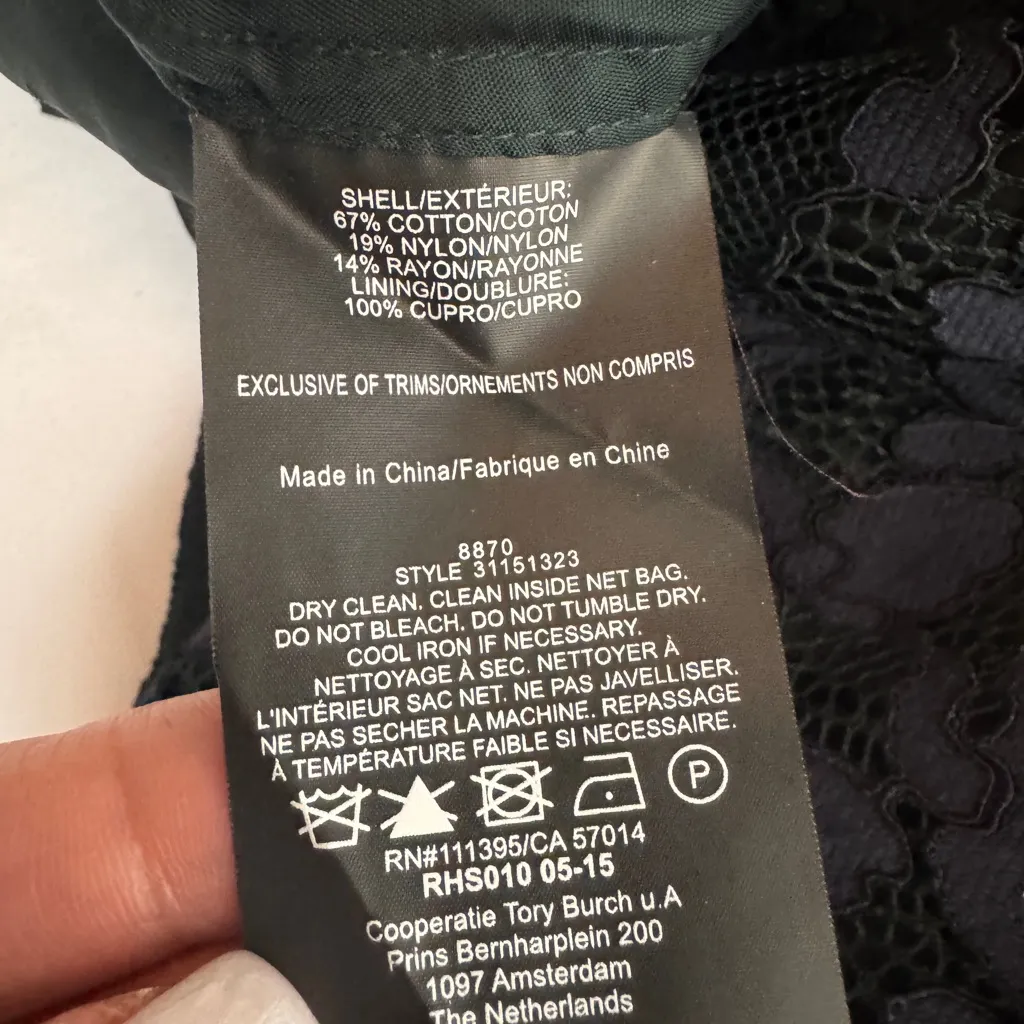 SHELL/EXTÉRIEUR:
67% COTTON/COTON
19% NYLON/NYLON
14% RAYON/RAYONNE
LINING/DOUBLURE:
100% CUPRO/CUPRO
EXCLUSIVE OF TRIMS/ORNEMENTS NON COMPRIS
Made in China/Fabrique en Chine
8870
STYLE 31151323
DRY CLEAN. CLEAN INSIDE NET BAG.
DO NOT BLEACH. DO NOT TUMBLE DRY.
COOL IRON IF NECESSARY.
NETTOYAGE À SEC. NETTOYER À
L'INTÉRIEUR SAC NET. NE PAS JAVELLISER.
NE PAS SECHER LA MACHINE. REPASSAGE
À TEMPÉRATURE FAIBLE SI NECESSAIRE.
P
RN#111395/CA 57014
RHS010 05-15
Cooperatie Tory Burch u.A
Prins Bernharplein 200
1097 Amsterdam
The Netherlands